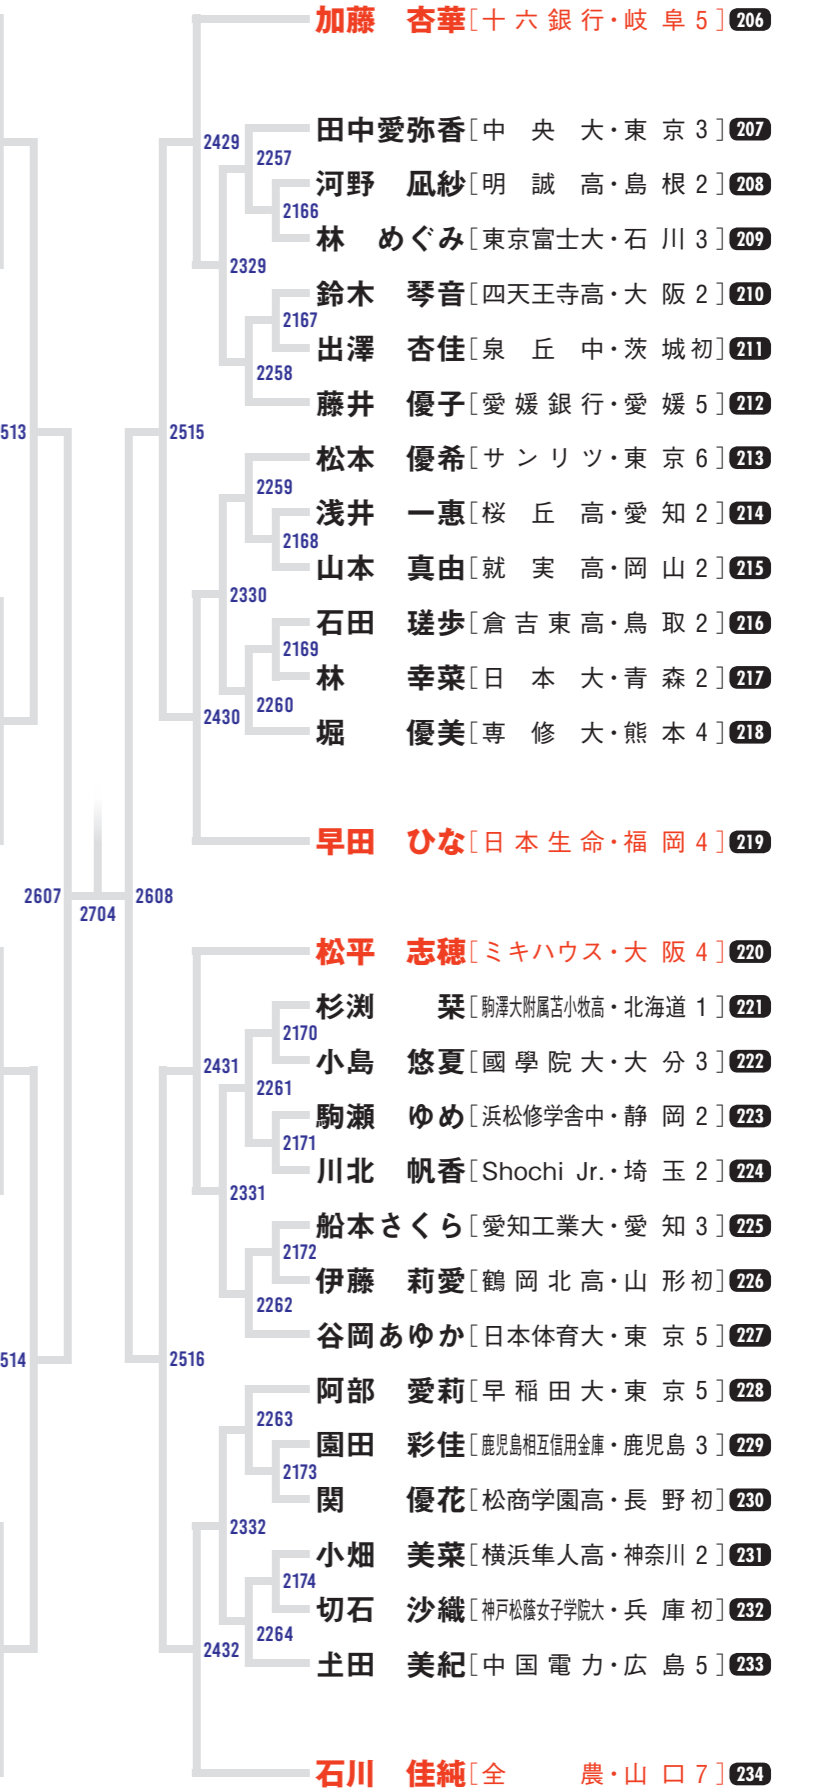 加藤 杏華[十六銀行・岐阜5] 206
田中愛弥香[中央大・東京3] 207
2429
2257
河野 凪紗[明誠高・島根2] 208
2166
林 めぐみ[東京富士大・石川3] 209
2329
鈴木 琴音[四天王寺高・大阪2] 210
2167
出澤 杏佳[泉丘中・茨城初] 211
2258
藤井 優子[愛媛銀行・愛媛5] 212
513
2515
松本 優希[サンリツ・東京6] 213
2259
浅井 一恵[桜丘高・愛知2] 214
2168
山本 真由[就実高・岡山2] 215
2330
石田 瑳歩[倉吉東高・鳥取2] 216
2169
林 幸菜[日本大・青森2] 217
2260
2430
堀 優美[専修大・熊本4] 218
早田 ひな[日本生命・福岡4] 219
2607
2608
2704
松平 志穂[ミキハウス・大阪4] 220
杉渕 栞[駒澤大附属苫小牧高・北海道1] 221
2170
小島 悠夏[國學院大・大分3] 222
2431
2261
駒瀬 ゆめ[浜松修学舎中・静岡2] 223
2171
川北 帆香[Shochi Jr.・埼玉2] 224
2331
船本さくら[愛知工業大・愛知3] 225
2172
伊藤 莉愛[鶴岡北高・山形初] 226
2262
谷岡あゆか[日本体育大・東京5] 227
514
2516
阿部 愛莉[早稲田大・東京5] 228
2263
園田 彩佳[鹿児島相互信用金庫・鹿児島3] 229
2173
関 優花[松商学園高・長野初] 230
2332
小畑 美菜[横浜隼人高・神奈川2] 231
2174
切石 沙織[神戸松蔭女子学院大・兵庫初] 232
2264
2432
𡈽田 美紀[中国電力・広島5] 233
石川 佳純[全農・山口7] 234